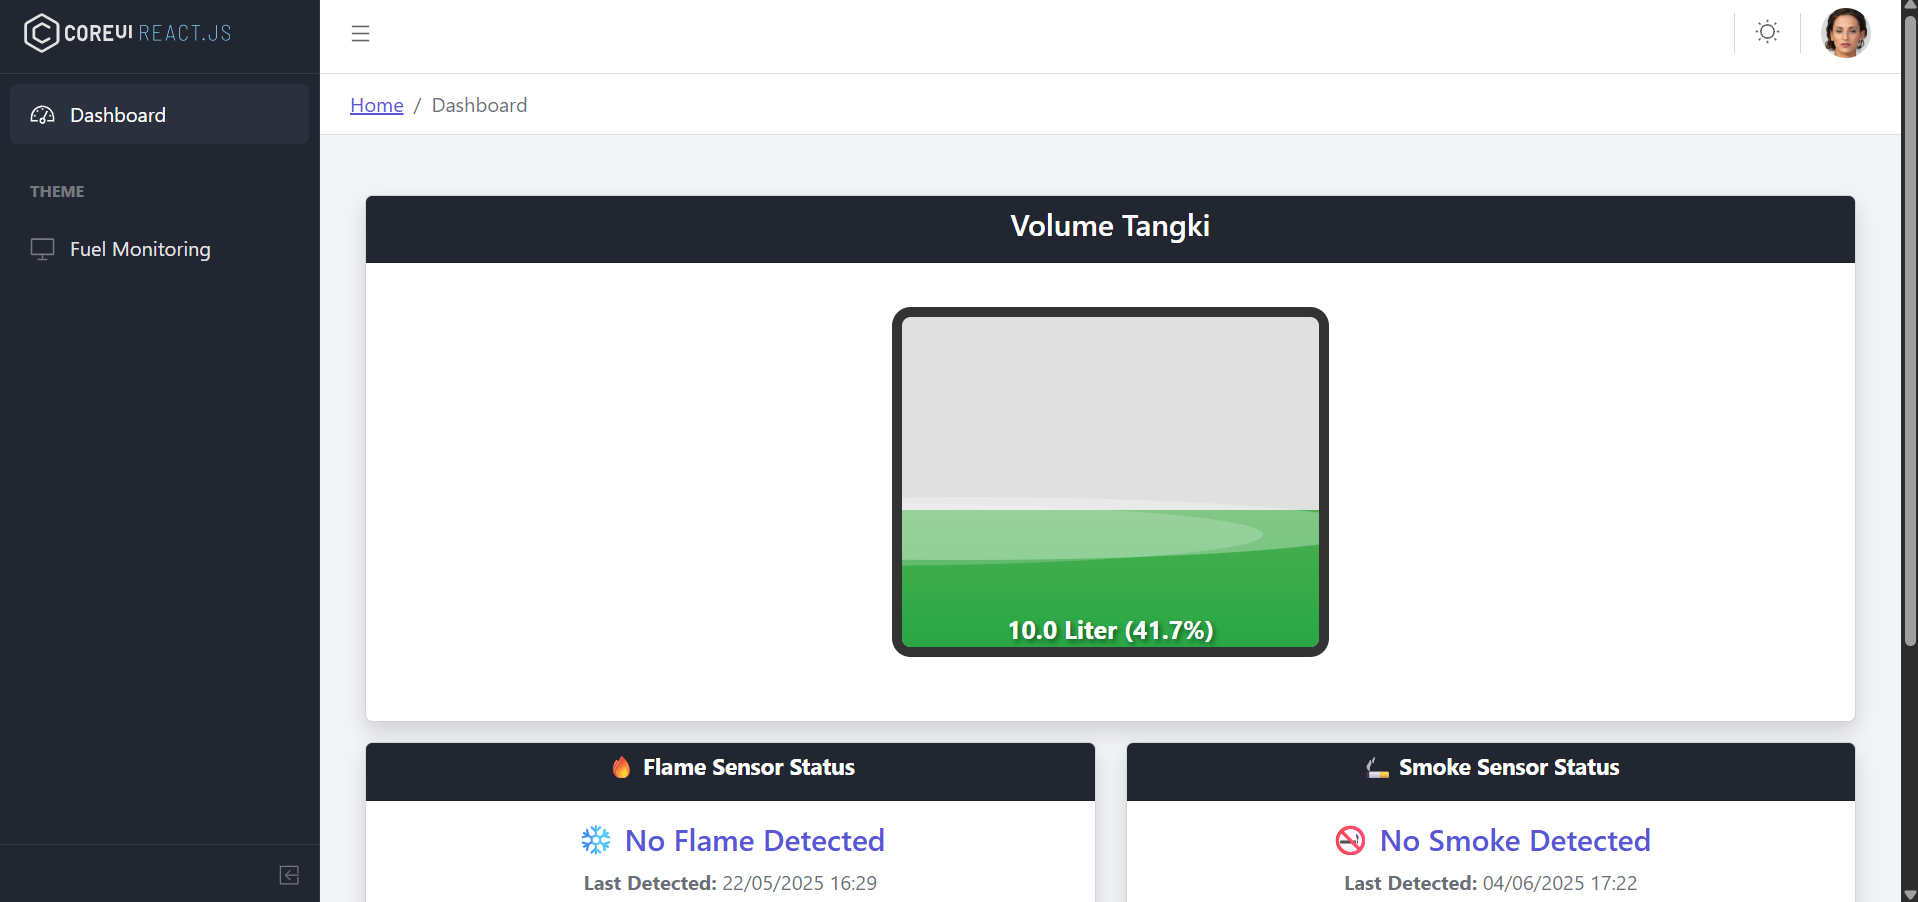 COREUI REACT.JS
Dashboard
THEME
Fuel Monitoring
Home / Dashboard
Volume Tangki
10.0 Liter (41.7%)
Flame Sensor Status
No Flame Detected
Last Detected: 22/05/2025 16:29
Smoke Sensor Status
No Smoke Detected
Last Detected: 04/06/2025 17:22